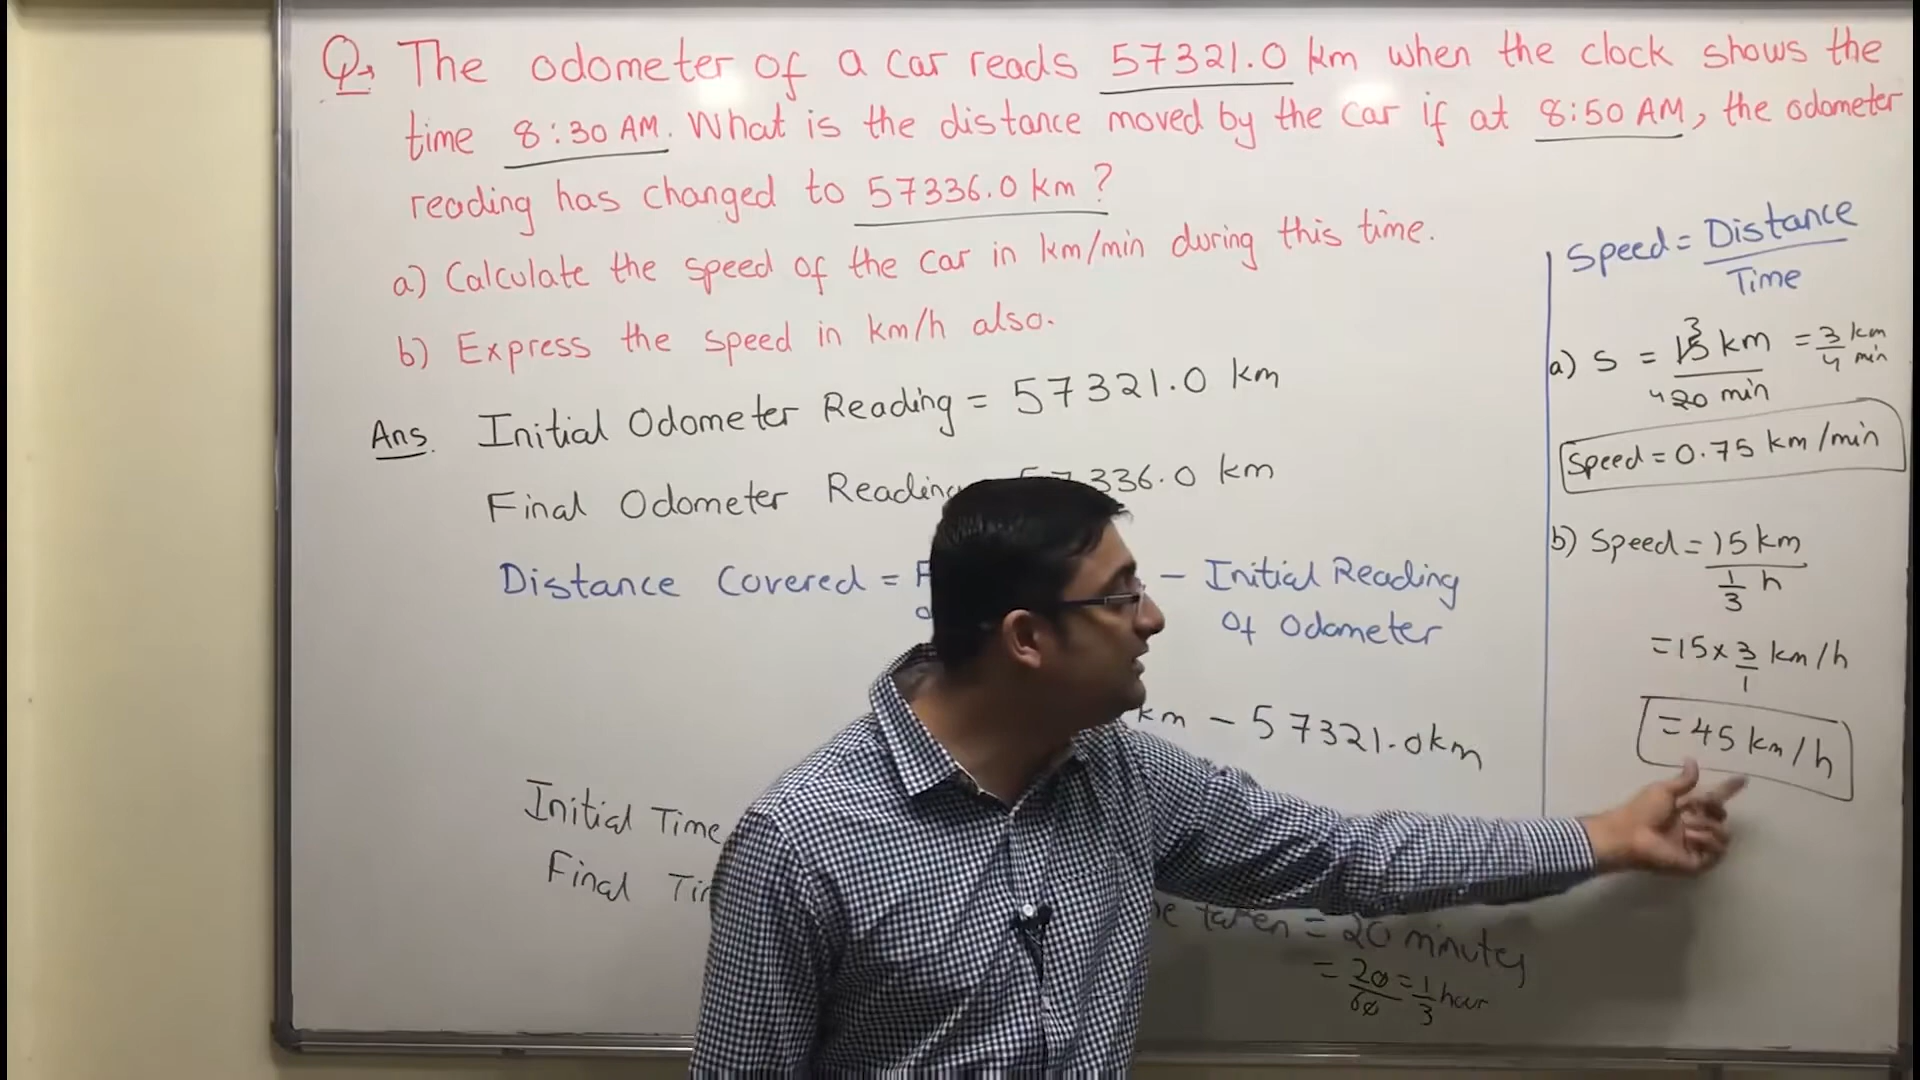 Q. The odometer of a car reads 57321.0 km when the clock shows the
time 8:30 AM. What is the distance moved by the car if at 8:50 AM, the odometer
reading has changed to 57336.0 km?
a) Calculate the speed of the car in km/min during this time.
b) Express the speed in km/h also.
Ans. Initial Odometer Reading = 57321.0 km
Final Odometer Reading 336.0 km
Distance Covered = - Initial Reading
Of Odometer
km - 57321.0km
Initial Time
Final
taken = 20 minutes
= 20/60 = 1/3 hour
Speed = Distance/Time
a) S = 15 km/20 min = 3/4 km/min
3
4
Speed = 0.75 km/min
b) Speed = 15 km/(1/3 h)
= 15 x 3/1 km/h
= 45 km/h